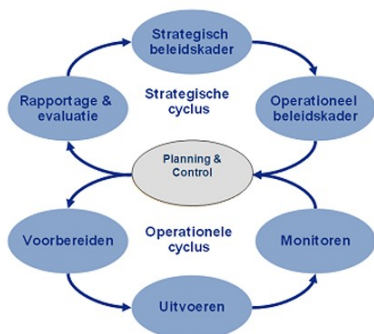 Strategisch
beleidskader
Rapportage &
evaluatie
Strategische
cyclus
Operationeel
beleidskader
Planning &
Control
Voorbereiden
Operationele
cyclus
Monitoren
Uitvoeren